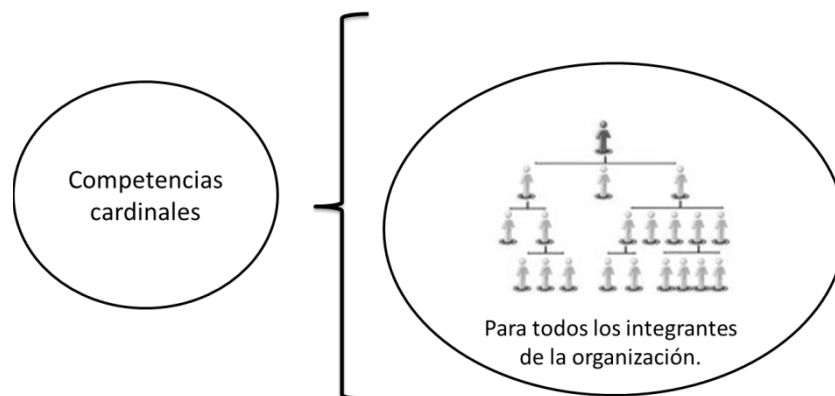 Competencias
cardinales
Para todos los integrantes
de la organización.